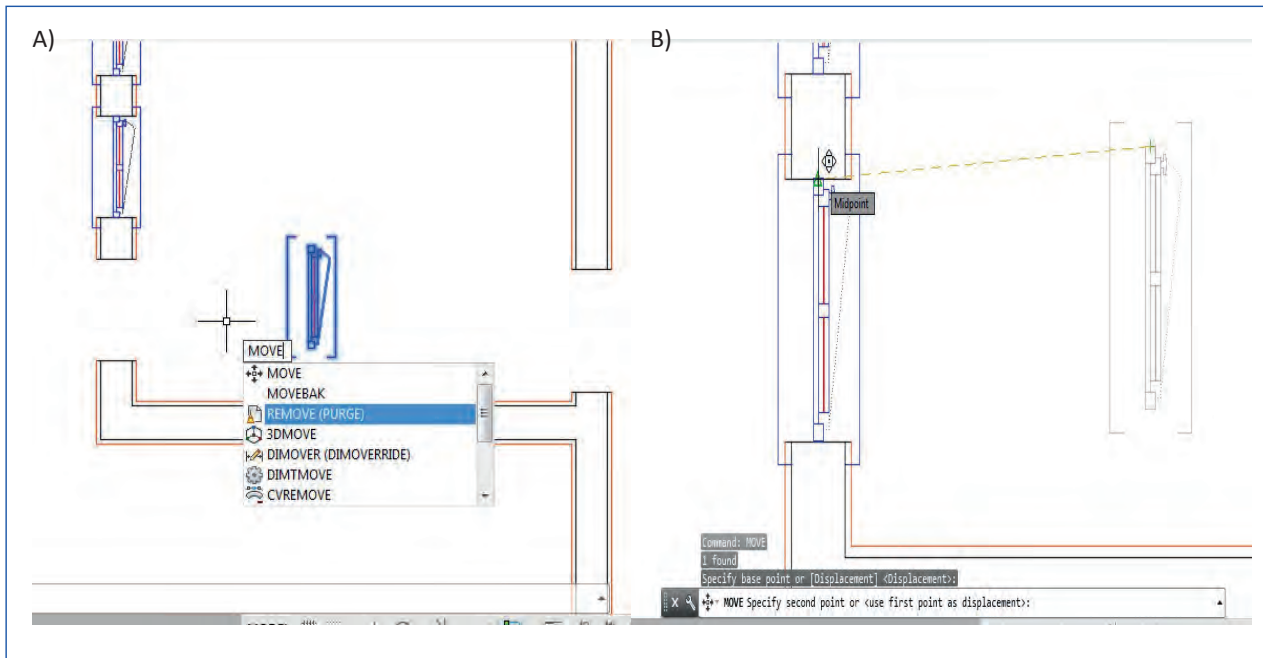 A)
MOVE
MOVE
MOVEBAK
REMOVE (PURGE)
3DMOVE
DIMOVER (DIMOVERRIDE)
DIMTMOVE
CVREMOVE
B)
Midpoint
Command: MOVE
1 found
Specify base point or [Displacement] <Displacement>:
MOVE Specify second point or <use first point as displacement>: